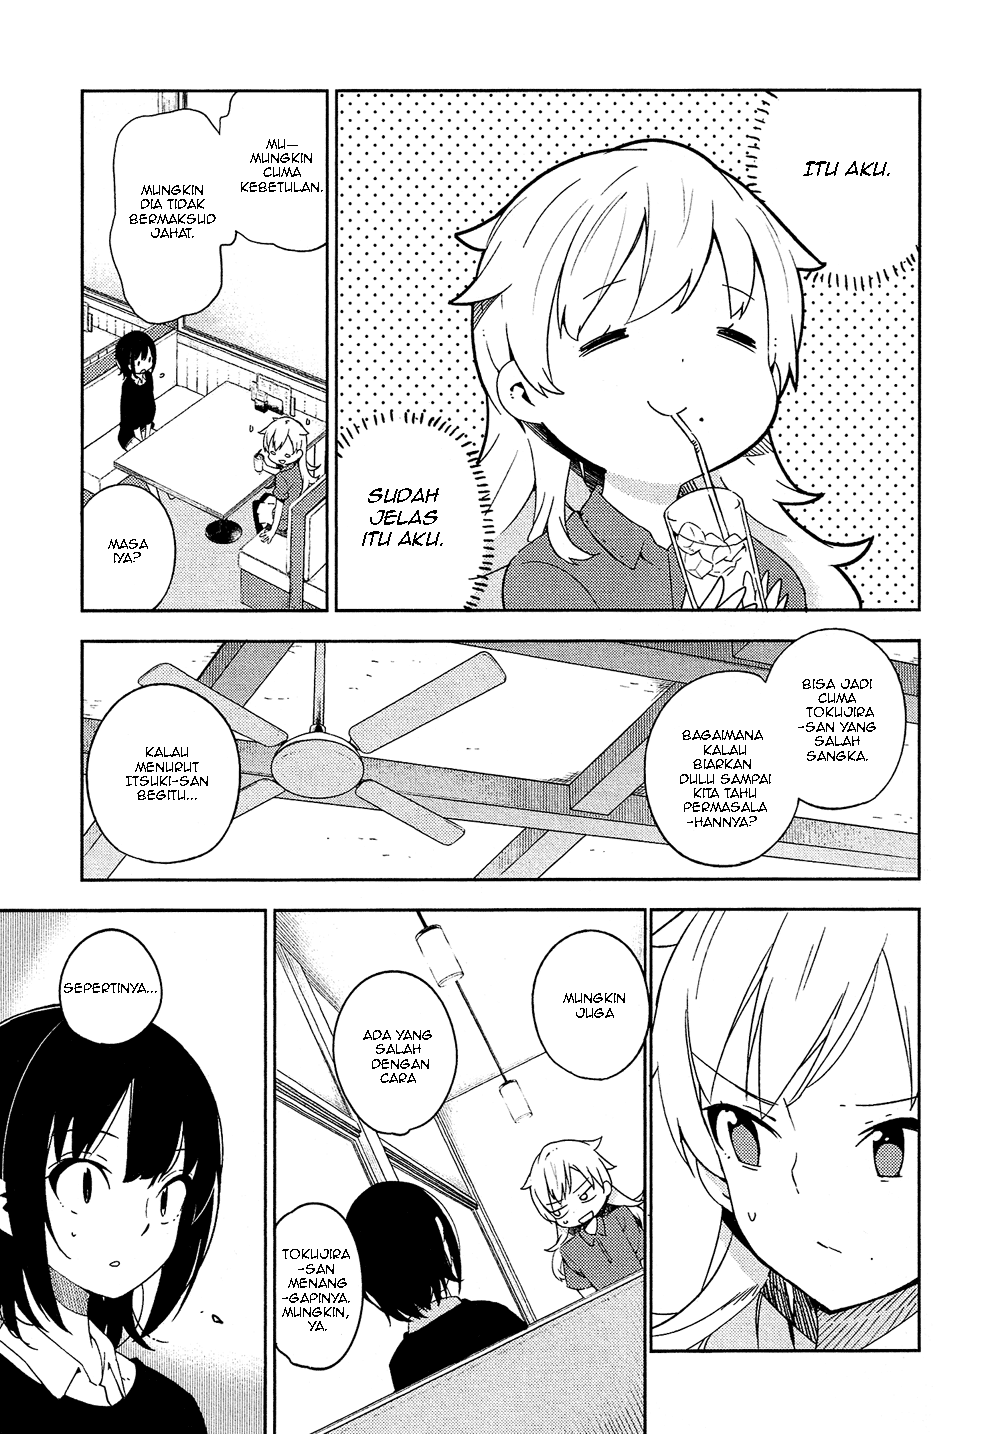 ITU AKU.
SUDAH
JELAS
ITU AKU.
MU—
MUNGKIN
CUMA
KEBETULAN.
MUNGKIN
DIA TIDAK
BERMAKSUD
JAHAT.
MASA
IYA?
BISA JADI
CUMA
TOKUJIRA
-SAN YANG
SALAH
SANGKA.
BAGAIMANA
KALAU
BIARKAN
DULU SAMPAI
KITA TAHU
PERMASALA
-HANNYA?
KALAU
MENURUT
ITSUKI-SAN
BEGITU...
MUNGKIN
JUGA
ADA YANG
SALAH
DENGAN
CARA
TOKUJIRA
-SAN
MENANG
-GAPINYA.
MUNGKIN,
YA.
SEPERTINYA...